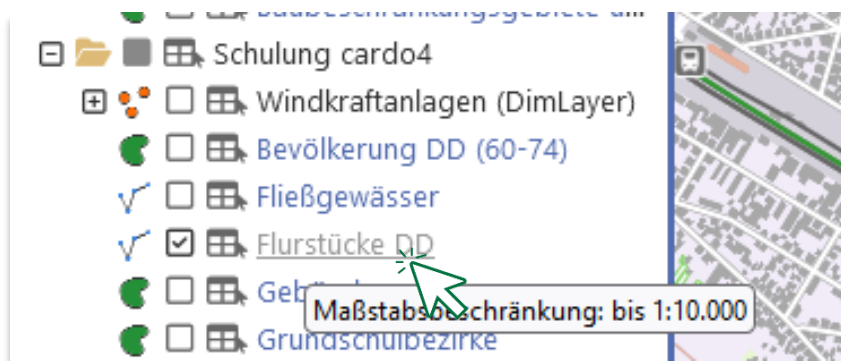 Schulung cardo4
Windkraftanlagen (DimLayer)
Bevölkerung DD (60-74)
Fließgewässer
Flurstücke DD
Maßstabsbeschränkung: bis 1:10.000
Grundschulbezirke